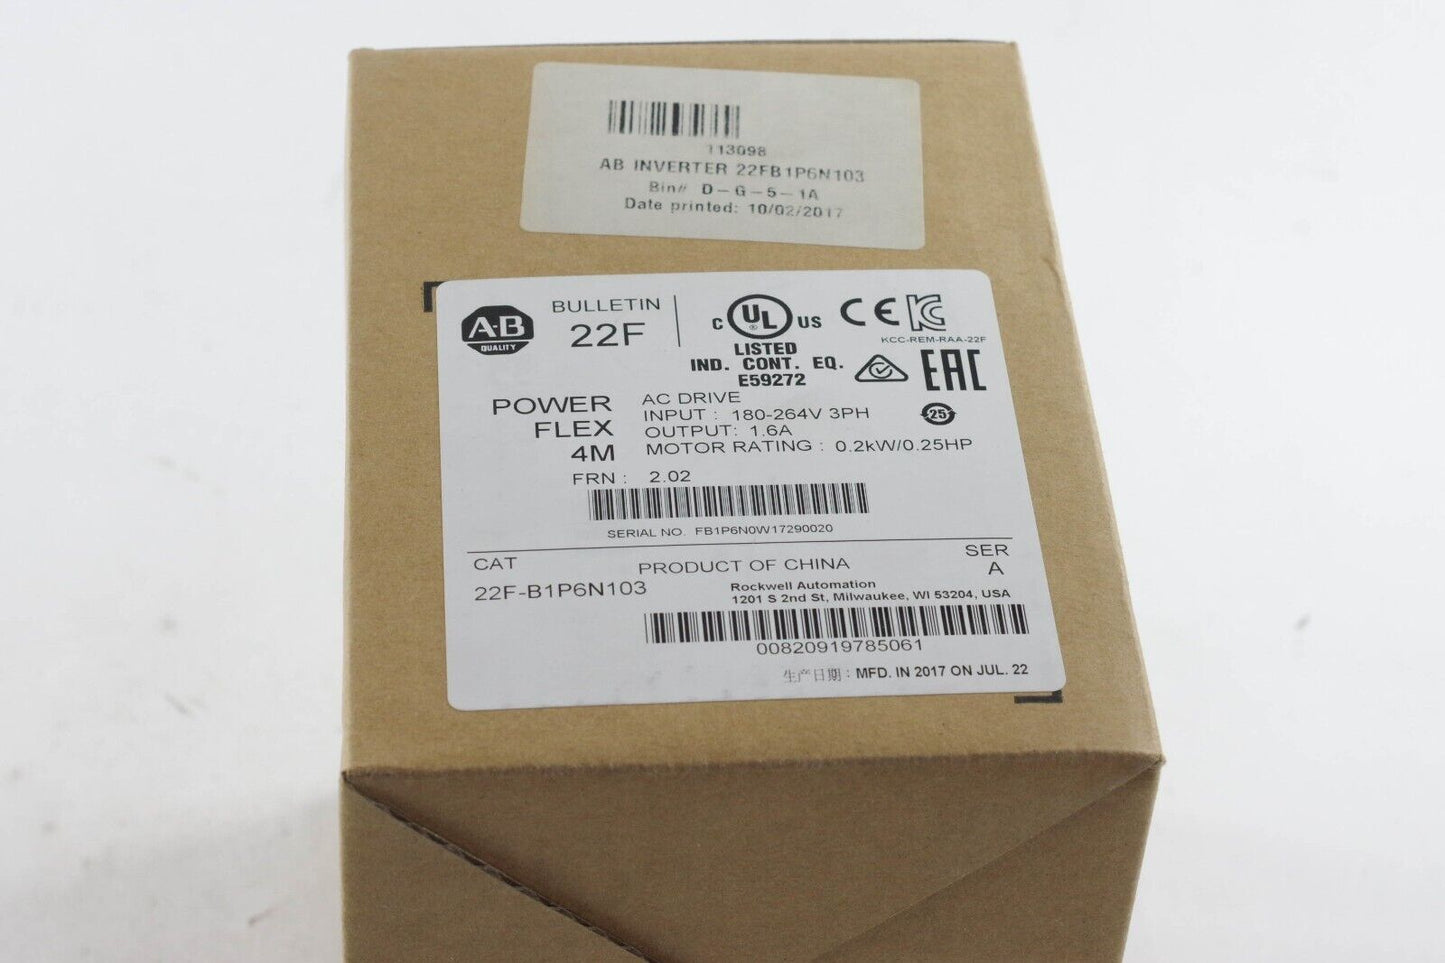 113098
AB INVERTER 22FB1P6N103
Bin# D-G-5-1A
Date printed: 10/02/2017
A-B
QUALITY
BULLETIN
22F
C UL US
®
LISTED
IND. CONT. EQ.
E59272
CE
KCC-REM-RAA-22F
EAC
25
POWER
FLEX
4M
AC DRIVE
INPUT : 180-264V 3PH
OUTPUT: 1.6A
MOTOR RATING : 0.2kW/0.25HP
FRN : 2.02
SERIAL NO. FB1P6N0W17290020
CAT
22F-B1P6N103
PRODUCT OF CHINA
SER
A
Rockwell Automation
1201 S 2nd St, Milwaukee, WI 53204, USA
00820919785061
生产日期 : MFD. IN 2017 ON JUL. 22